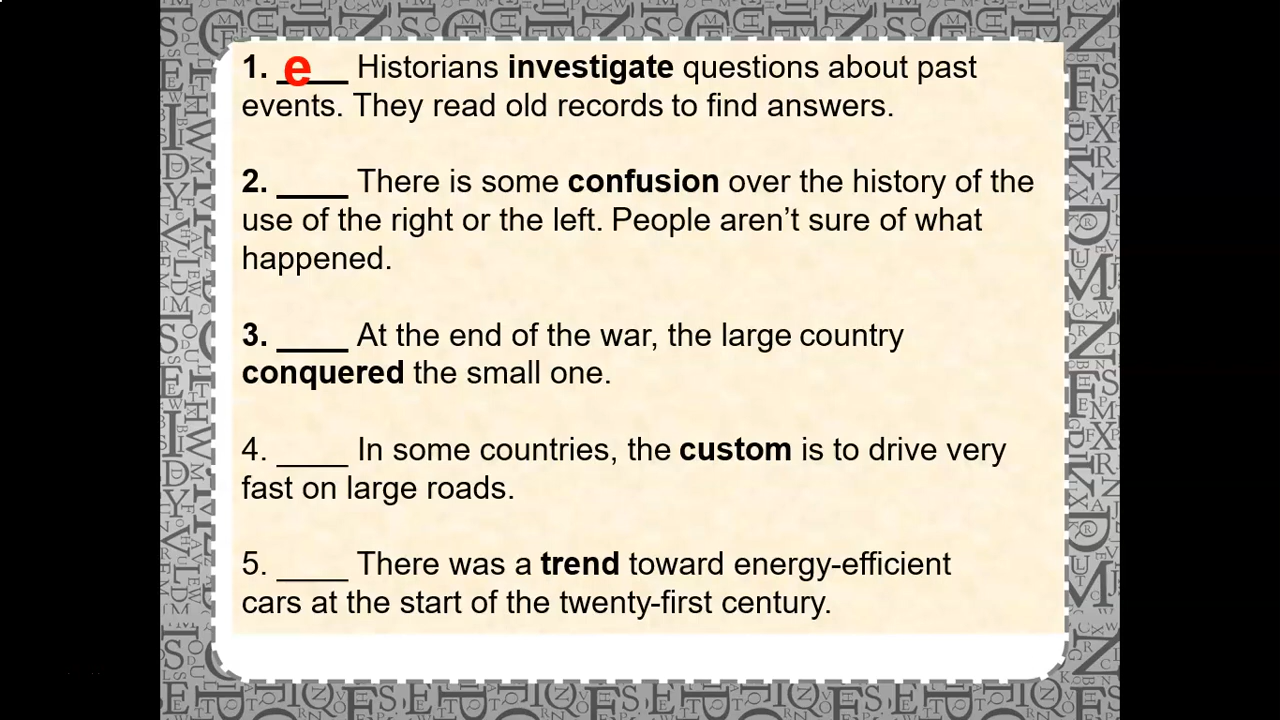 1. e Historians investigate questions about past
events. They read old records to find answers.
2. ____ There is some confusion over the history of the
use of the right or the left. People aren’t sure of what
happened.
3. ____ At the end of the war, the large country
conquered the small one.
4. ____ In some countries, the custom is to drive very
fast on large roads.
5. ____ There was a trend toward energy-efficient
cars at the start of the twenty-first century.